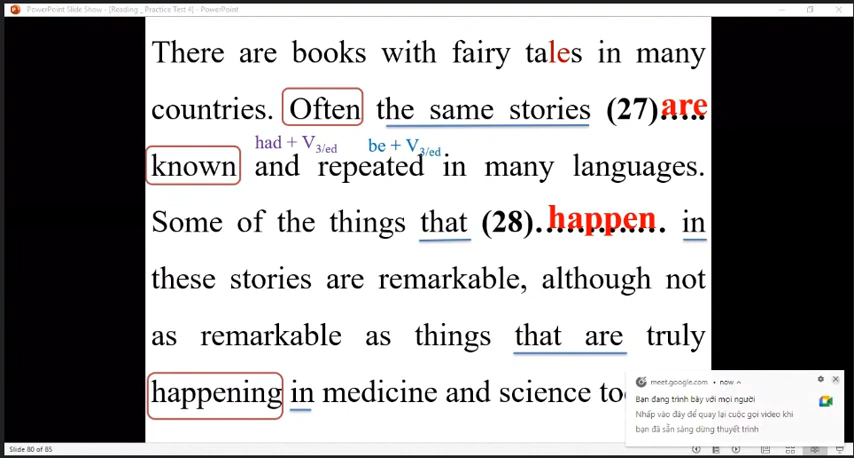 PowerPoint Slide Show - [Reading _ Practice Test 4] - PowerPoint
There are books with fairy tales in many
countries. Often the same stories (27)are.....
had + V3/ed be + V3/ed
known and repeated in many languages.
Some of the things that (28).happen............. in
these stories are remarkable, although not
as remarkable as things that are truly
happening in medicine and science
meet.google.com • now
Bạn đang trình bày với mọi người
Nhấp vào đây để quay lại cuộc gọi video khi
bạn đã sẵn sàng dừng thuyết trình
Slide 80 of 85